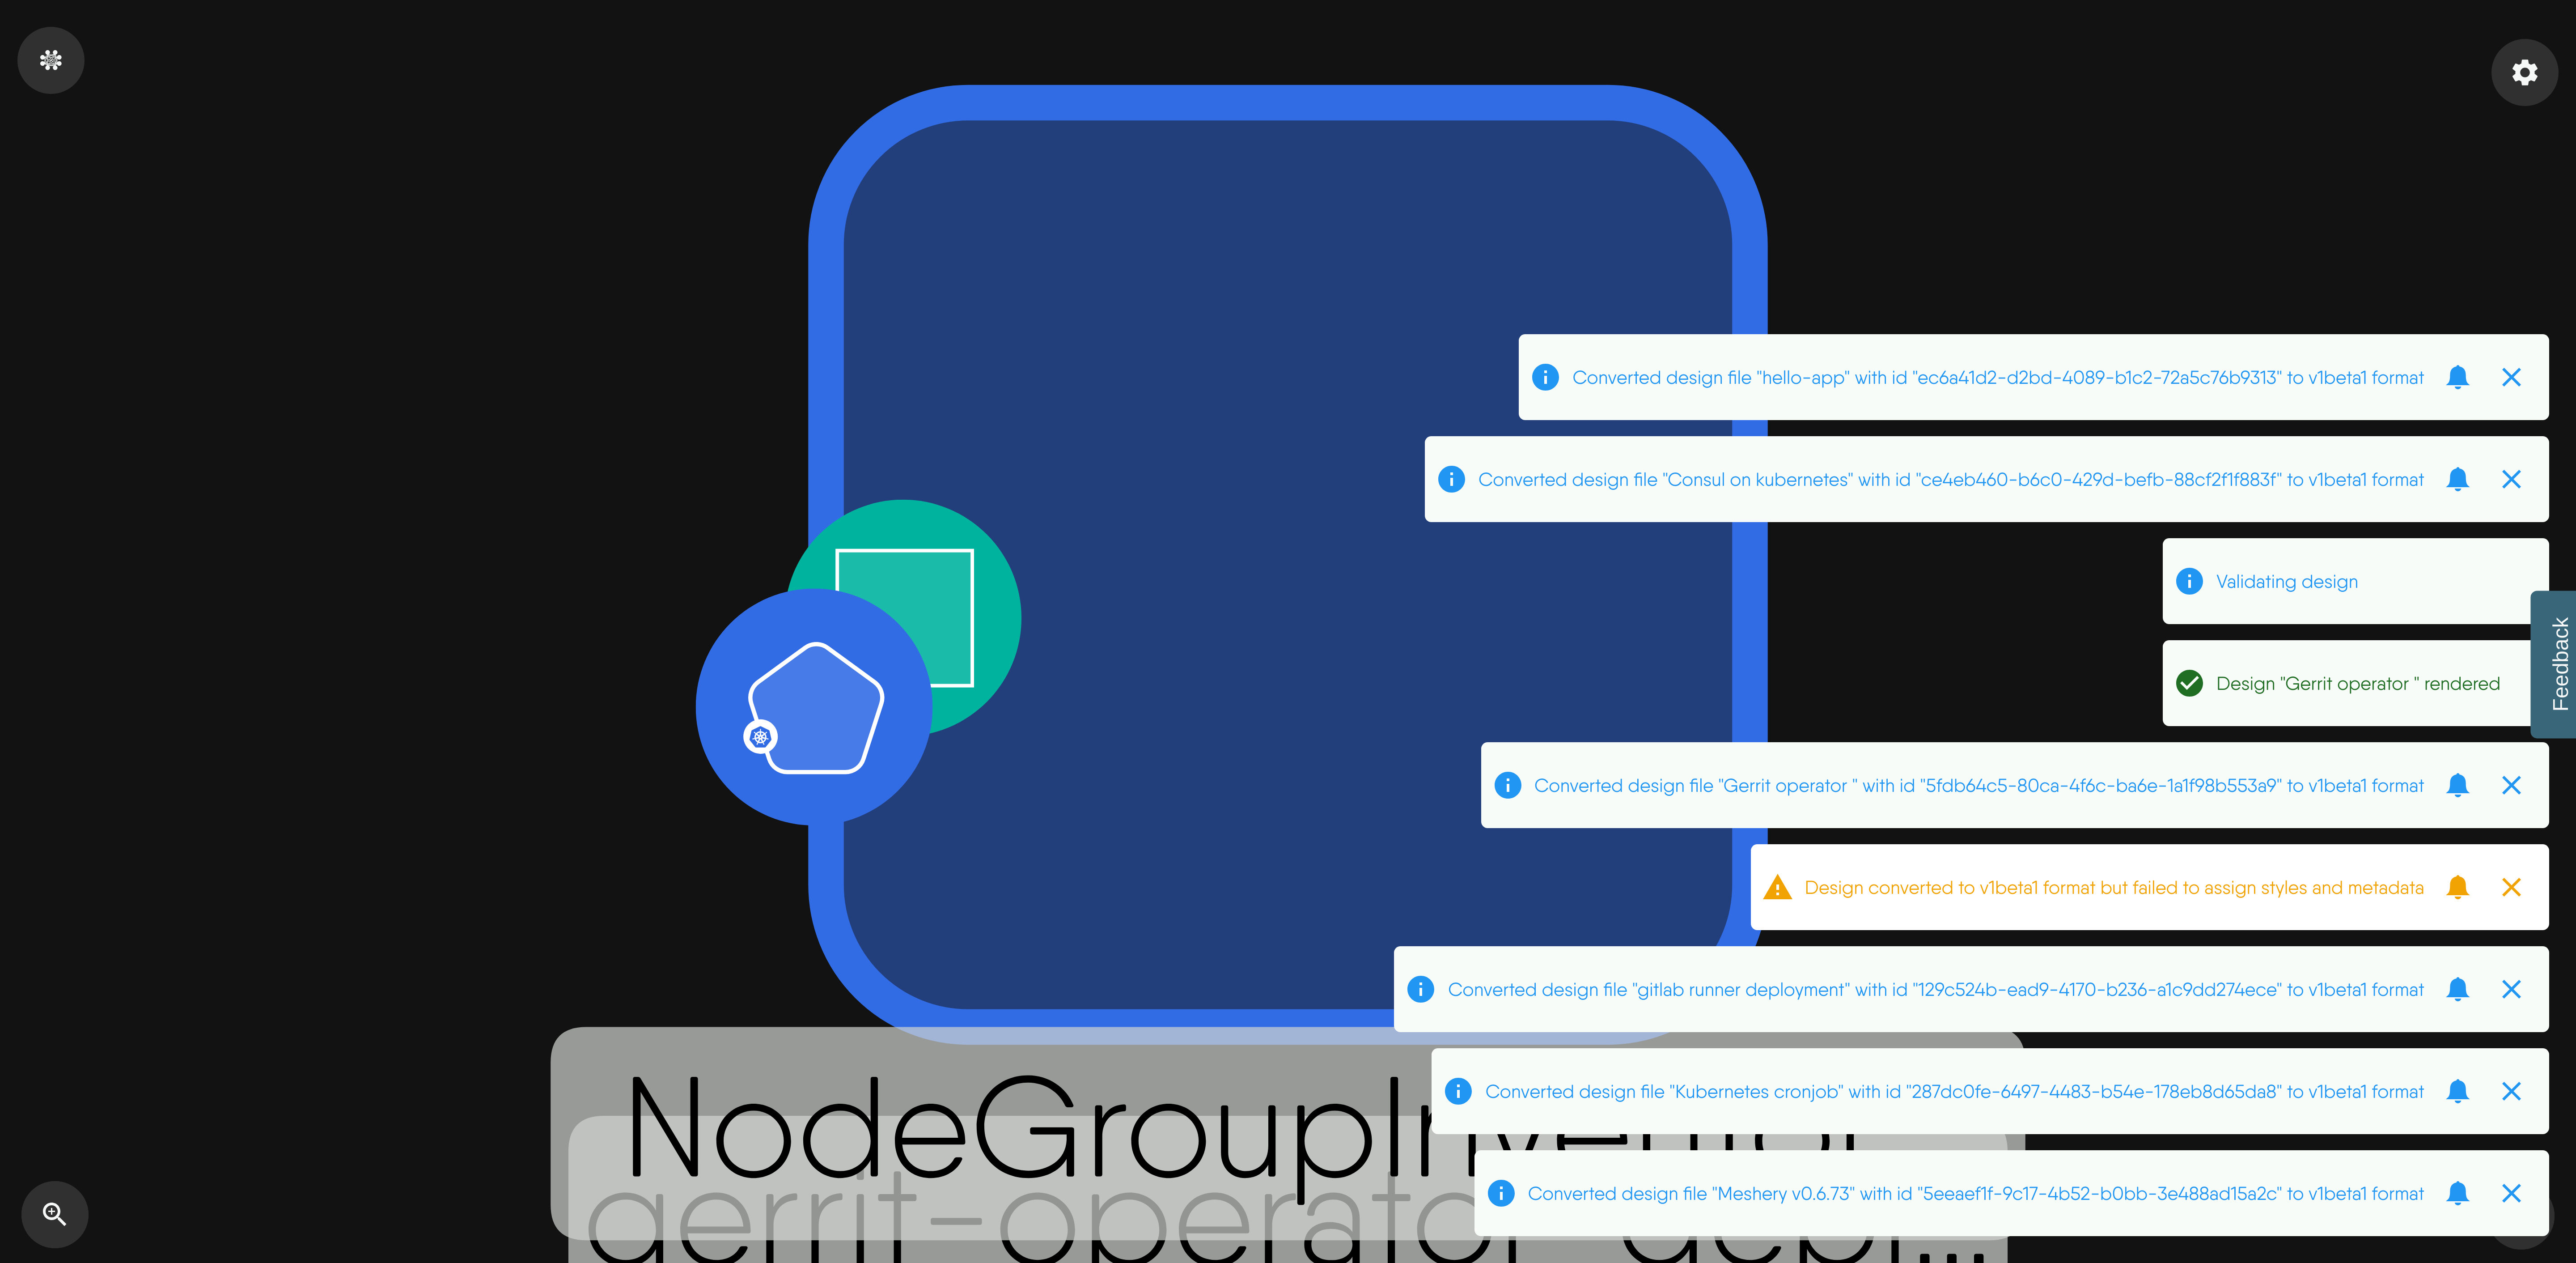 Converted design file "hello-app" with id "ec6a41d2-d2bd-4089-b1c2-72a5c76b9313" to v1beta1 format
Converted design file "Consul on kubernetes" with id "ce4eb460-b6c0-429d-befb-88cf2f1f883f" to v1beta1 format
Validating design
Design "Gerrit operator " rendered
Feedback
Converted design file "Gerrit operator " with id "5fdb64c5-80ca-4f6c-ba6e-1a1f98b553a9" to v1beta1 format
Design converted to v1beta1 format but failed to assign styles and metadata
Converted design file "gitlab runner deployment" with id "129c524b-ead9-4170-b236-a1c9dd274ece" to v1beta1 format
Converted design file "Kubernetes cronjob" with id "287dc0fe-6497-4483-b54e-178eb8d65da8" to v1beta1 format
NodeGroupInventor
Converted design file "Meshery v0.6.73" with id "5eeaef1f-9c17-4b52-b0bb-3e488ad15a2c" to v1beta1 format
gerrit-operator